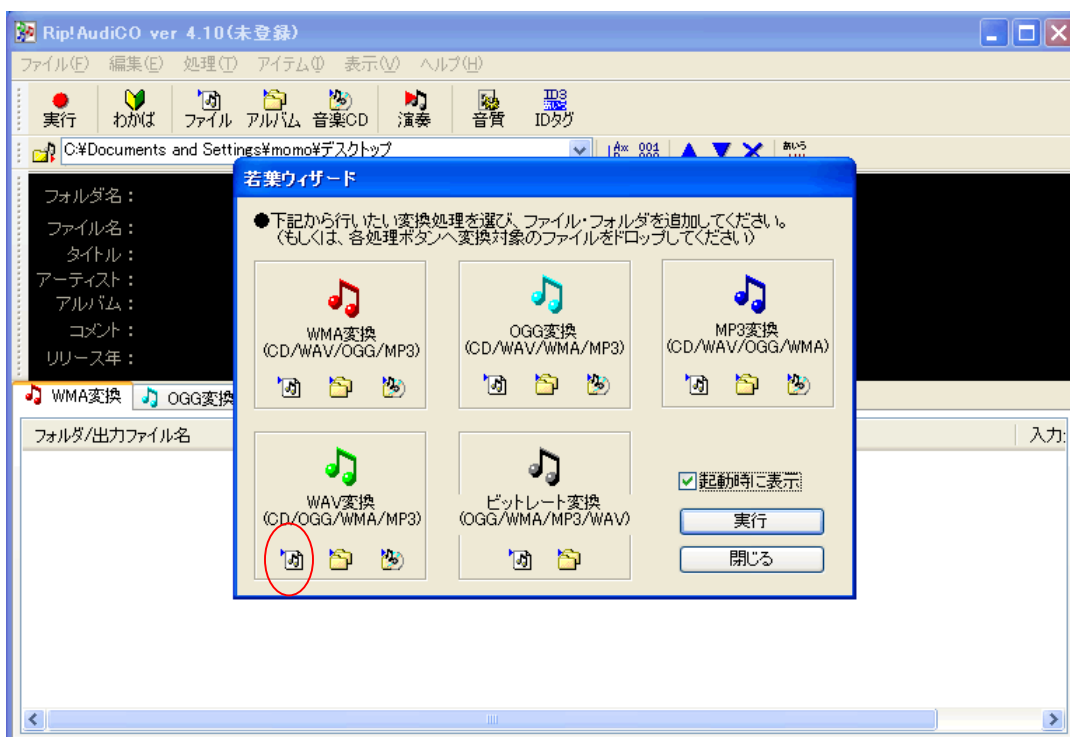 Rip!AudiCO ver 4.10(未登録)
ファイル(F) 編集(E) 処理(T) アイテム(I) 表示(V) ヘルプ(H)
実行 わかば ファイル アルバム 音楽CD 演奏 音質 IDタグ
C:¥Documents and Settings¥momo¥デスクトップ
若葉ウィザード
フォルダ名:
ファイル名:
タイトル:
アーティスト:
アルバム:
コメント:
リリース年:
●下記から行いたい変換処理を選び、ファイル・フォルダを追加してください。
(もしくは、各処理ボタンへ変換対象のファイルをドロップしてください)
WMA変換
(CD/WAV/OGG/MP3)
OGG変換
(CD/WAV/WMA/MP3)
MP3変換
(CD/WAV/OGG/WMA)
WMA変換 OGG変換
フォルダ/出力ファイル名 入力:
WAV変換
(CD/OGG/WMA/MP3)
ビットレート変換
(OGG/WMA/MP3/WAV)
起動時に表示
実行
閉じる